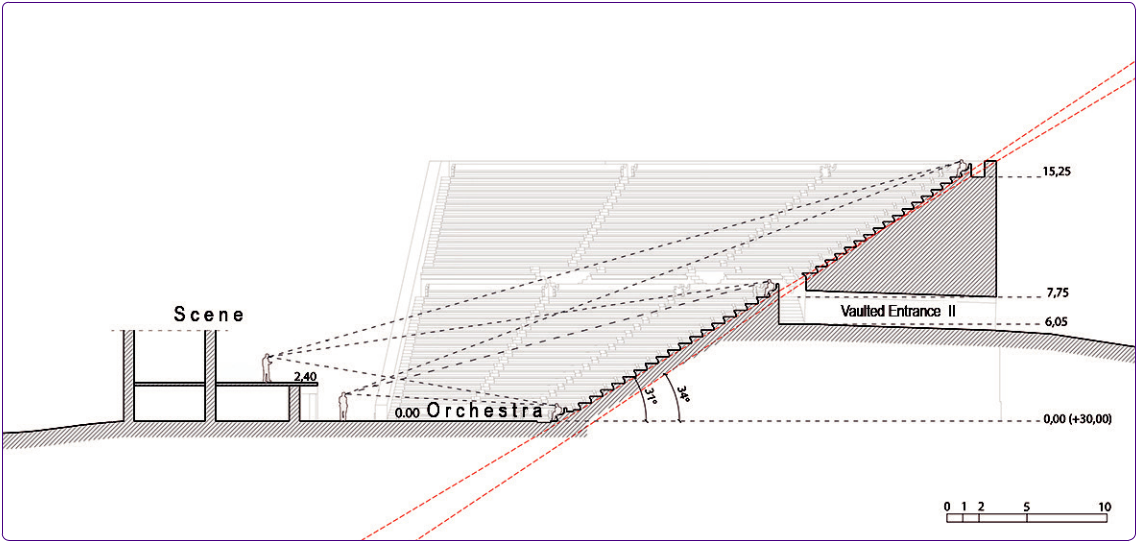 15,25
7,75
Scene
Vaulted Entrance II
6,05
2,40
31°
34°
0.00 Orchestra
0,00 (+30,00)
0 1 2 5 10